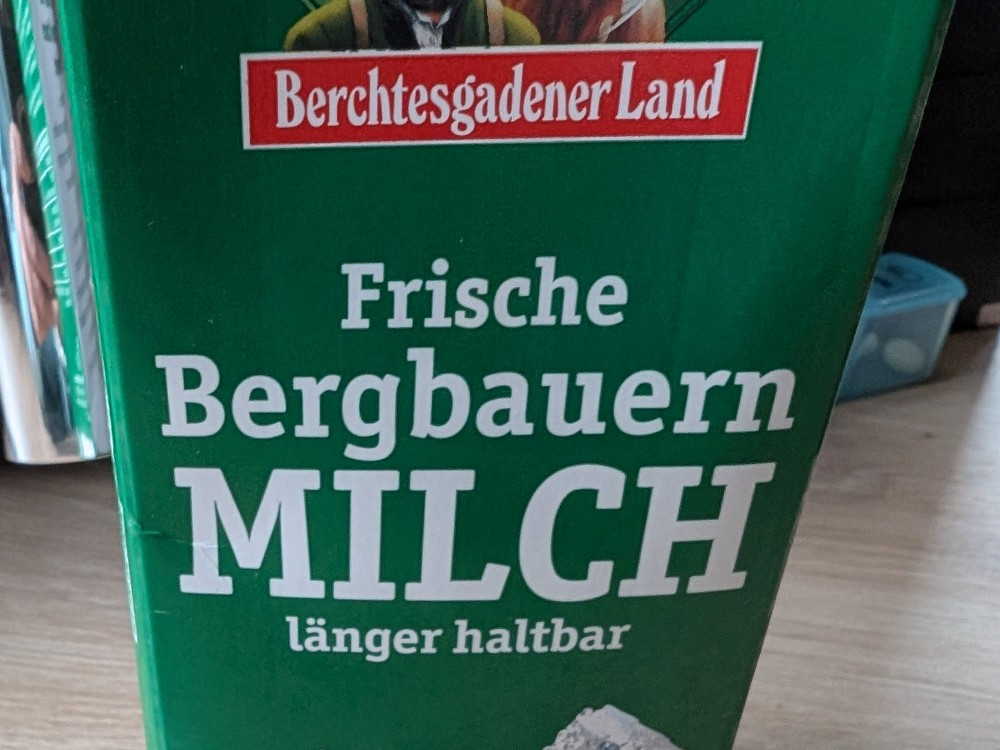 Berchtesgadener Land
Frische
Bergbauern
MILCH
länger haltbar